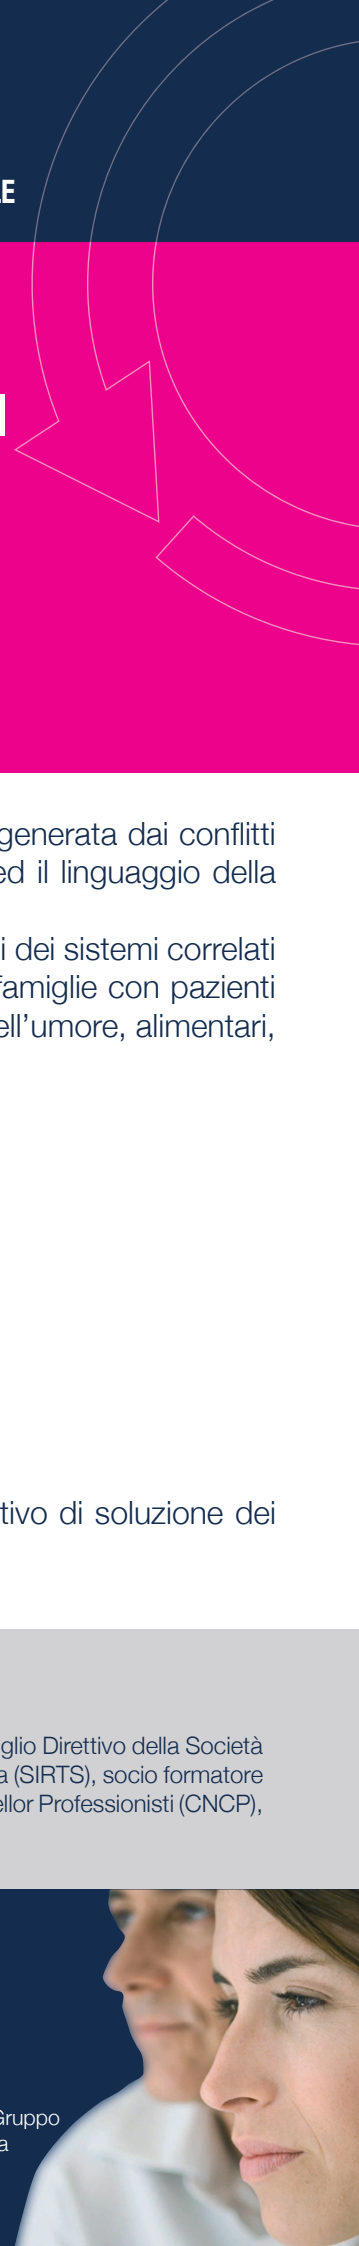 generata dai conflitti
ed il linguaggio della
i dei sistemi correlati
famiglie con pazienti
ell’umore, alimentari,
tivo di soluzione dei
glio Direttivo della Società
a (SIRTS), socio formatore
ellor Professionisti (CNCP),
Gruppo
a